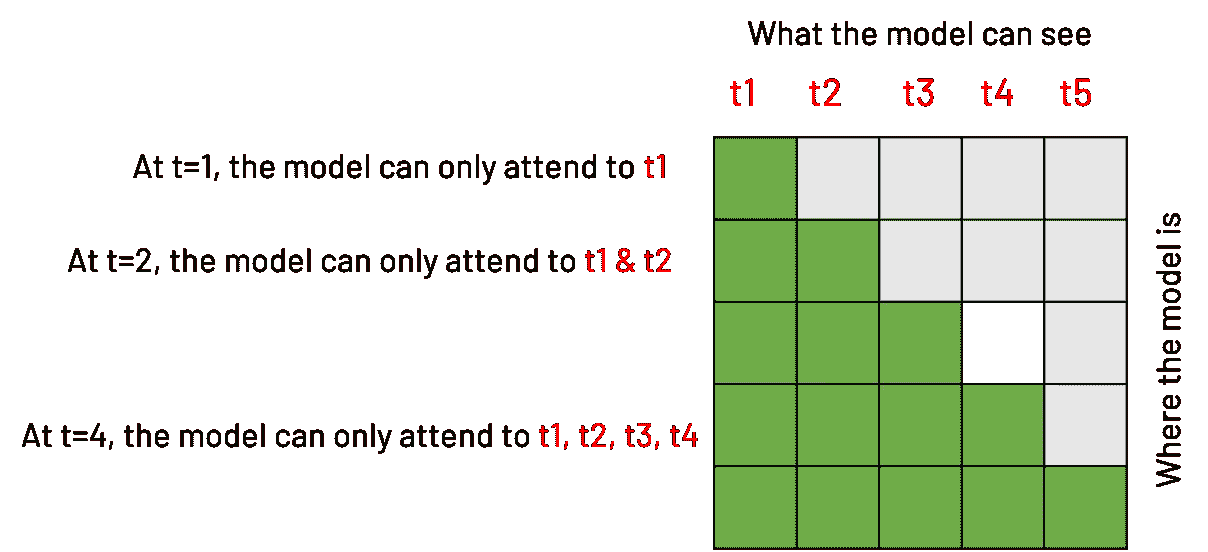 What the model can see
t1 t2 t3 t4 t5
At t=1, the model can only attend to t1
At t=2, the model can only attend to t1 & t2
At t=4, the model can only attend to t1, t2, t3, t4
Where the model is